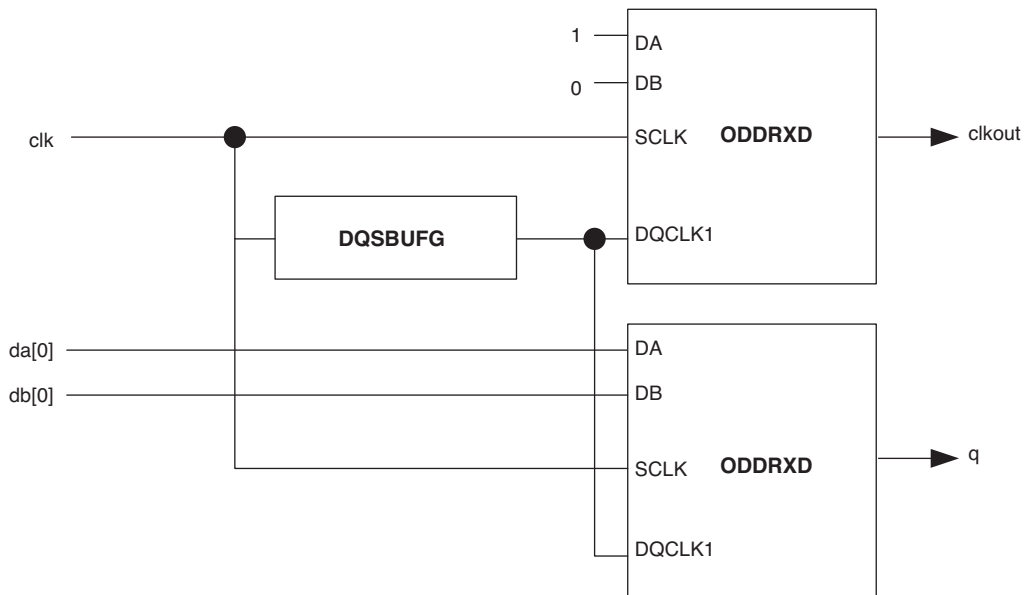 1
DA
0
DB
clk
SCLK
ODDRXD
clkout
DQSBUFG
DQCLK1
da[0]
DA
db[0]
DB
SCLK
ODDRXD
q
DQCLK1